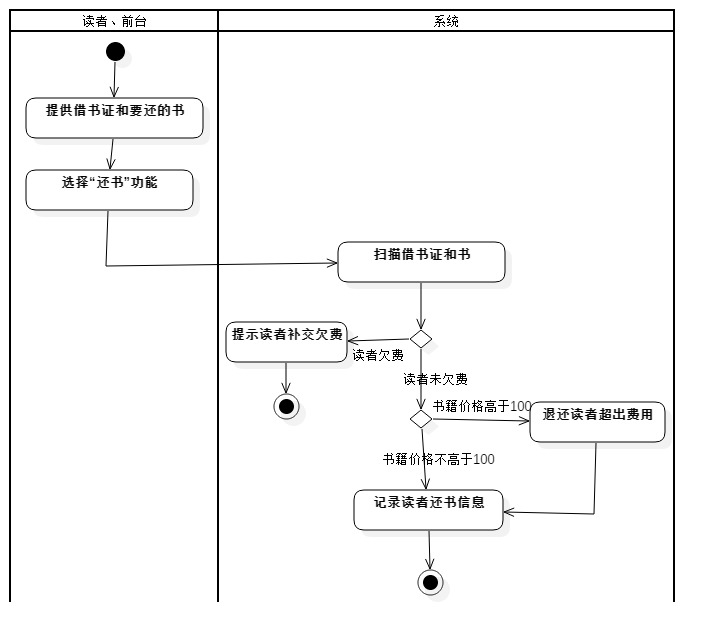 读者、前台
系统
提供借书证和要还的书
选择“还书”功能
扫描借书证和书
提示读者补交欠费
读者欠费
读者未欠费
书籍价格高于100
退还读者超出费用
书籍价格不高于100
记录读者还书信息